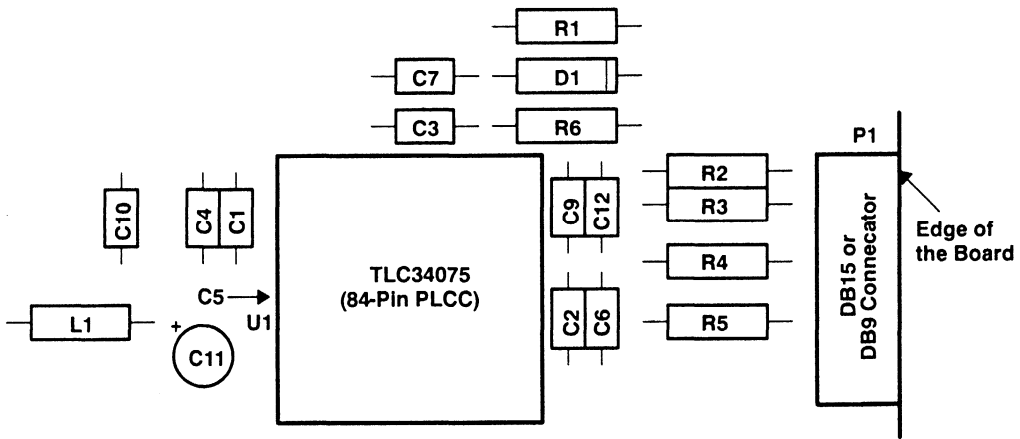 R1
C7
D1
C3
R6
P1
C10
C4
C1
C9
C12
R2
R3
Edge of
the Board
DB15 or
DB9 Connecator
TLC34075
(84-Pin PLCC)
R4
C5
U1
L1
+
C11
C2
C6
R5